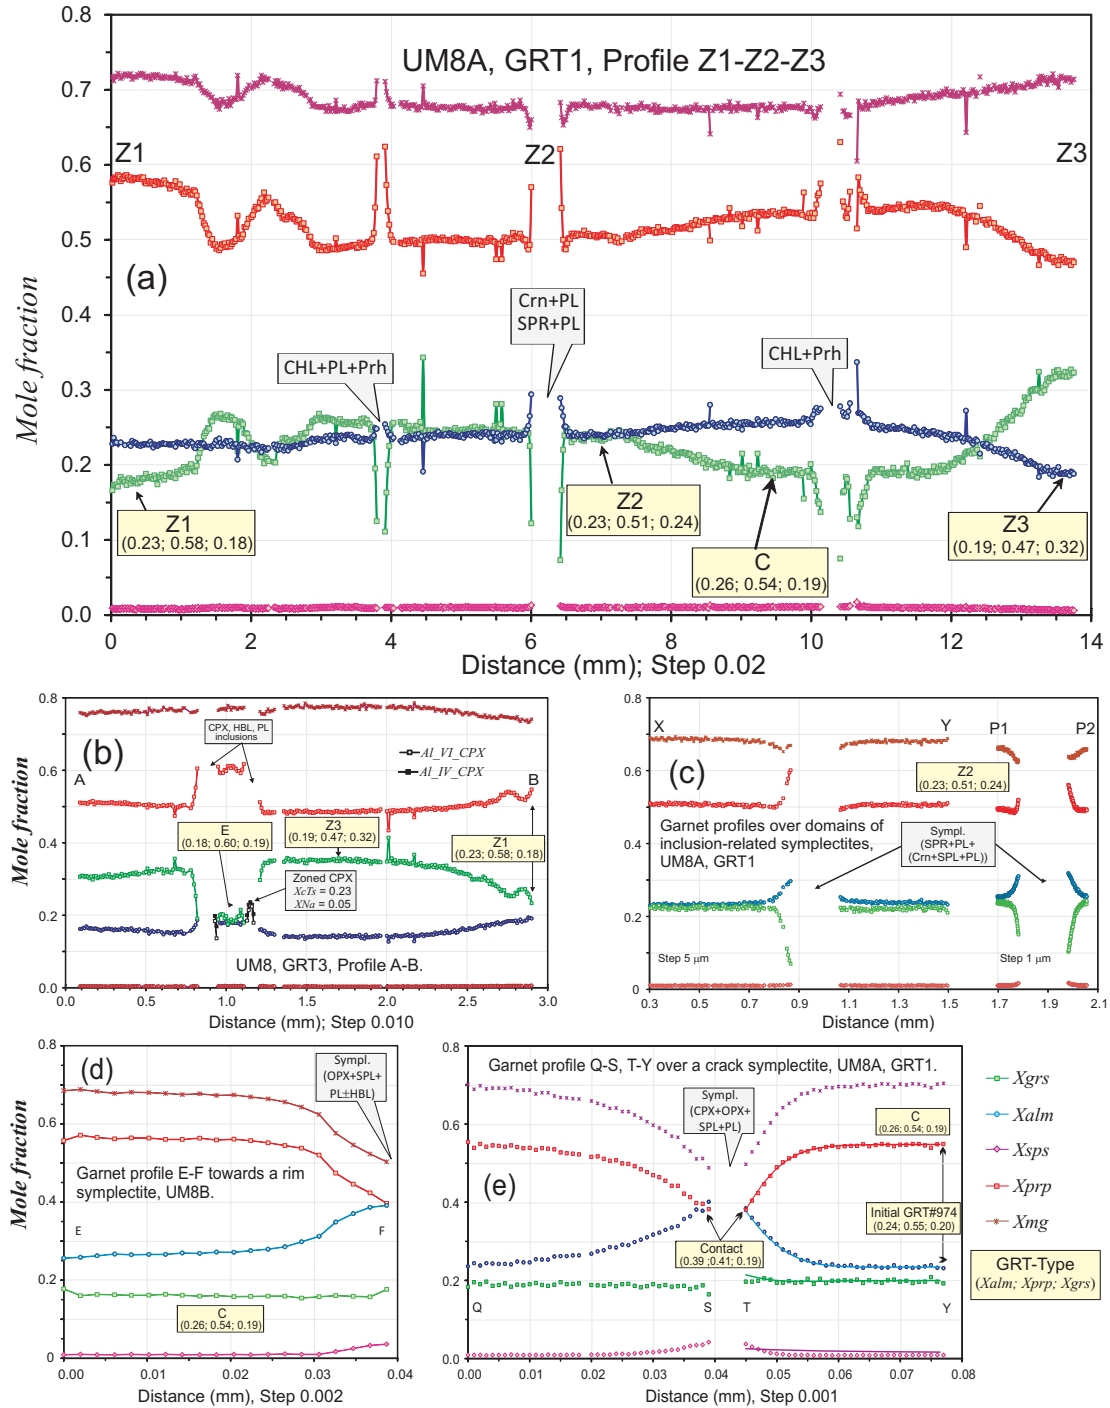 UM8A, GRT1, Profile Z1-Z2-Z3
0.8
0.7
0.6
0.5
0.4
0.3
0.2
0.1
0.0
Mole fraction
Z1
Z2
Z3
(a)
Crn+PL
SPR+PL
CHL+PL+Prh
CHL+Prh
Z1
(0.23; 0.58; 0.18)
Z2
(0.23; 0.51; 0.24)
C
(0.26; 0.54; 0.19)
Z3
(0.19; 0.47; 0.32)
0 2 4 6 8 10 12 14
Distance (mm); Step 0.02
0.8
0.6
0.4
0.2
0.0
Mole fraction
(b)
CPX, HBL, PL
inclusions
Al_VI_CPX
Al_IV_CPX
A
B
E
(0.18; 0.60; 0.19)
Z3
(0.19; 0.47; 0.32)
Z1
(0.23; 0.58; 0.18)
Zoned CPX
XcTs = 0.23
XNa = 0.05
UM8, GRT3, Profile A-B.
0.0 0.5 1.0 1.5 2.0 2.5 3.0
Distance (mm); Step 0.010
0.8
0.6
0.4
0.2
0
X
Y
P1
P2
(c)
Z2
(0.23; 0.51; 0.24)
Garnet profiles over domains of
inclusion-related symplectites,
UM8A, GRT1
Sympl.
(SPR+PL+
(Crn+SPL+PL))
Step 5 μm
Step 1 μm
0.3 0.5 0.7 0.9 1.1 1.3 1.5 1.7 1.9 2.1
Distance (mm)
0.8
0.6
0.4
0.2
0
Mole fraction
(d)
Sympl.
(OPX+SPL+
PL±HBL)
Garnet profile E-F towards a
rim
symplectite, UM8B.
E
F
C
(0.26; 0.54; 0.19)
0.00 0.01 0.02 0.03 0.04
Distance (mm), Step 0.002
0.8
0.6
0.4
0.2
0.0
Garnet profile Q-S, T-Y over a crack symplectite, UM8A, GRT1.
Sympl.
(CPX+OPX+
SPL+PL)
(e)
C
(0.26; 0.54; 0.19)
Initial GRT#974
(0.24; 0.55; 0.20)
Contact
(0.39 ;0.41; 0.19)
Q
S
T
Y
0.00 0.01 0.02 0.03 0.04 0.05 0.06 0.07 0.08
Distance (mm), Step 0.001
Xgrs
Xalm
Xsps
Xprp
Xmg
GRT-Type
(Xalm; Xprp; Xgrs)